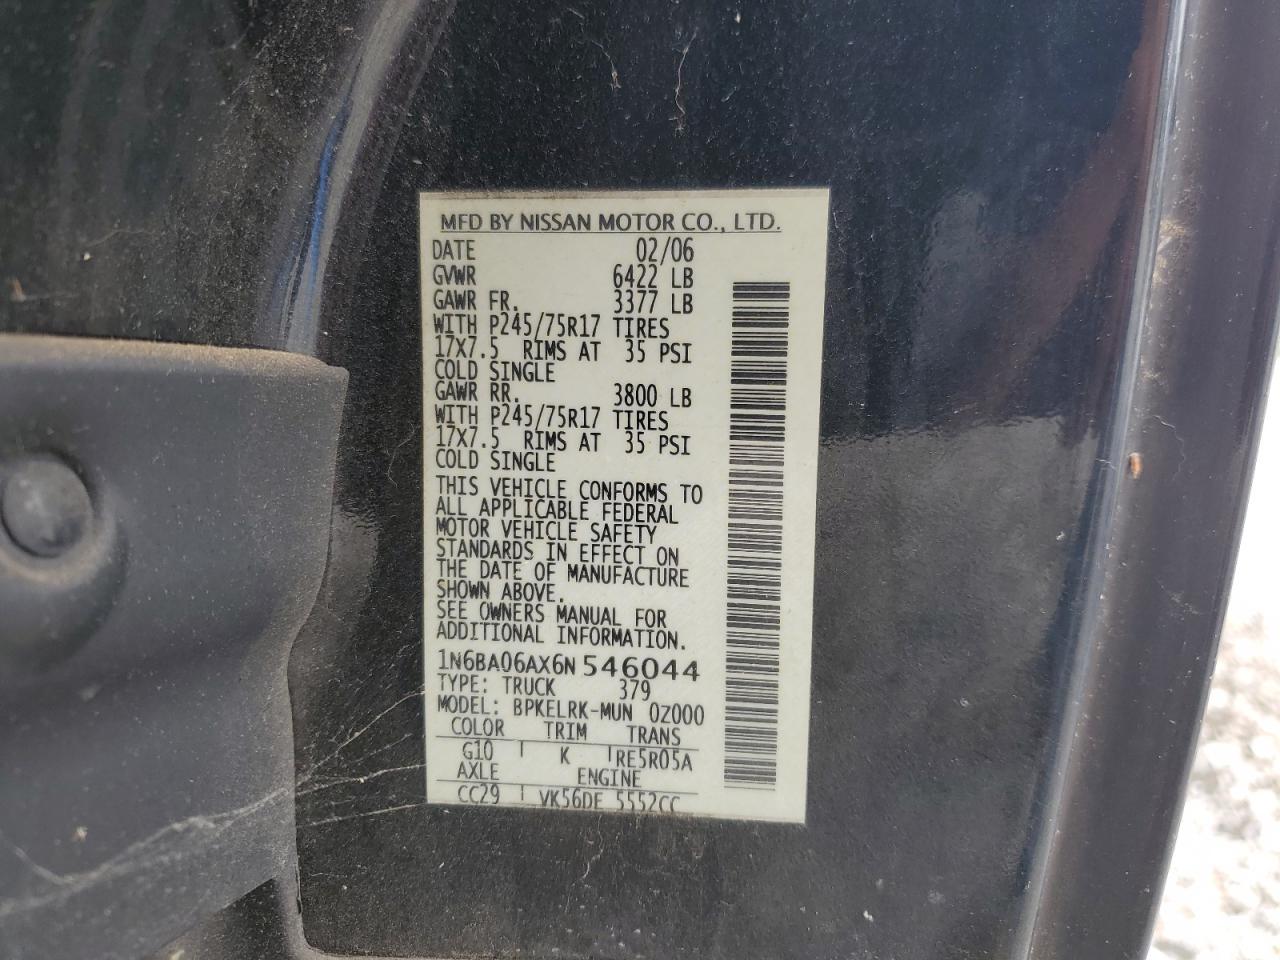 MFD BY NISSAN MOTOR CO., LTD.
DATE 02/06
GVWR 6422 LB
GAWR FR. 3377 LB
WITH P245/75R17 TIRES
17X7.5 RIMS AT 35 PSI
COLD SINGLE
GAWR RR. 3800 LB
WITH P245/75R17 TIRES
17X7.5 RIMS AT 35 PSI
COLD SINGLE
THIS VEHICLE CONFORMS TO
ALL APPLICABLE FEDERAL
MOTOR VEHICLE SAFETY
STANDARDS IN EFFECT ON
THE DATE OF MANUFACTURE
SHOWN ABOVE.
SEE OWNERS MANUAL FOR
ADDITIONAL INFORMATION.
1N6BA06AX6N546044
TYPE: TRUCK 379
MODEL: BPKELRK-MUN 0Z000
COLOR TRIM TRANS
G10 K RE5R05A
AXLE ENGINE
CC29 VK56DE 5552CC